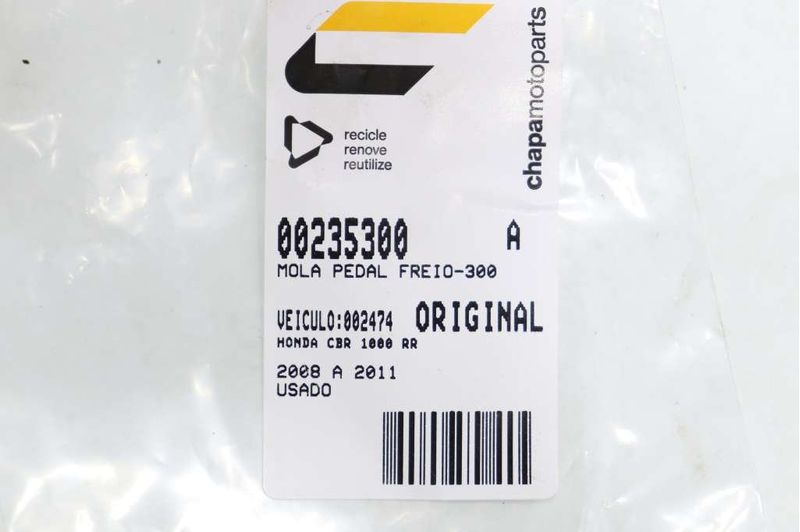 chapamotoparts
recicle
renove
reutilize
00235300 A
MOLA PEDAL FREIO-300
VEICULO:002474 ORIGINAL
HONDA CBR 1000 RR
2008 A 2011
USADO